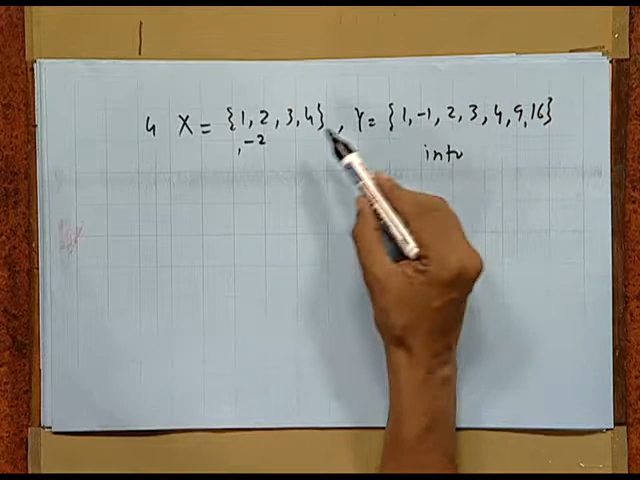 4 X = {1, 2, 3, 4}, Y = {1, -1, 2, 3, 4, 9, 16}
, -2
into